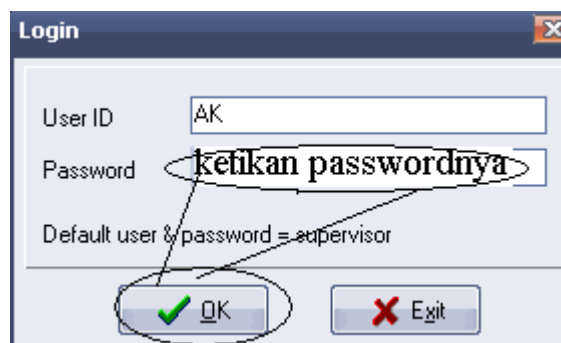 Login
User ID AK
Password ketikan passwordnya
Default user & password = supervisor
OK Exit